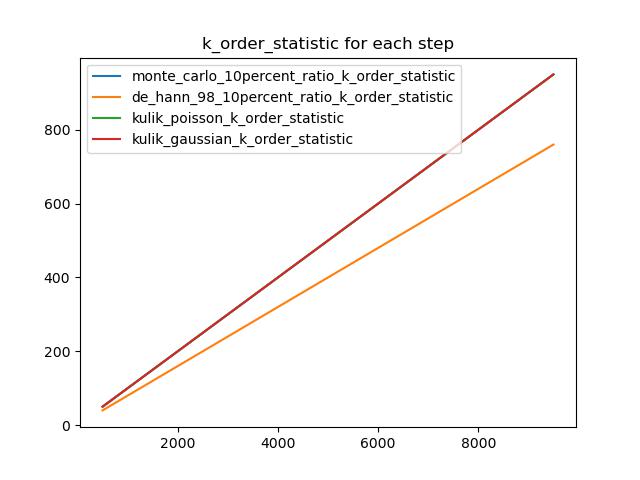 k_order_statistic for each step
monte_carlo_10percent_ratio_k_order_statistic
de_hann_98_10percent_ratio_k_order_statistic
kulik_poisson_k_order_statistic
kulik_gaussian_k_order_statistic
800
600
400
200
0
2000 4000 6000 8000